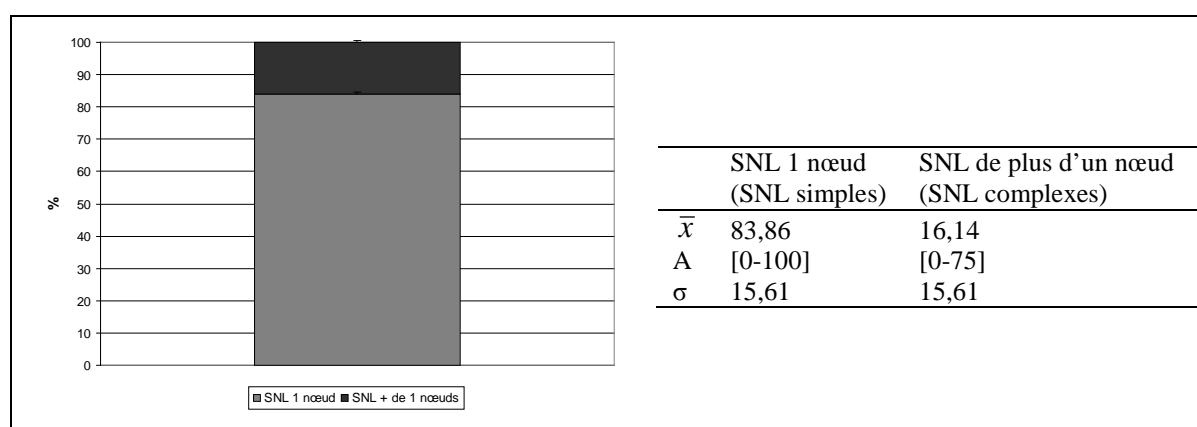 100
90
80
70
60
50
40
30
20
10
0
%
SNL 1 nœud SNL + de 1 nœuds
SNL 1 nœud SNL de plus d'un nœud
(SNL simples) (SNL complexes)
x̅ 83,86 16,14
A [0-100] [0-75]
σ 15,61 15,61